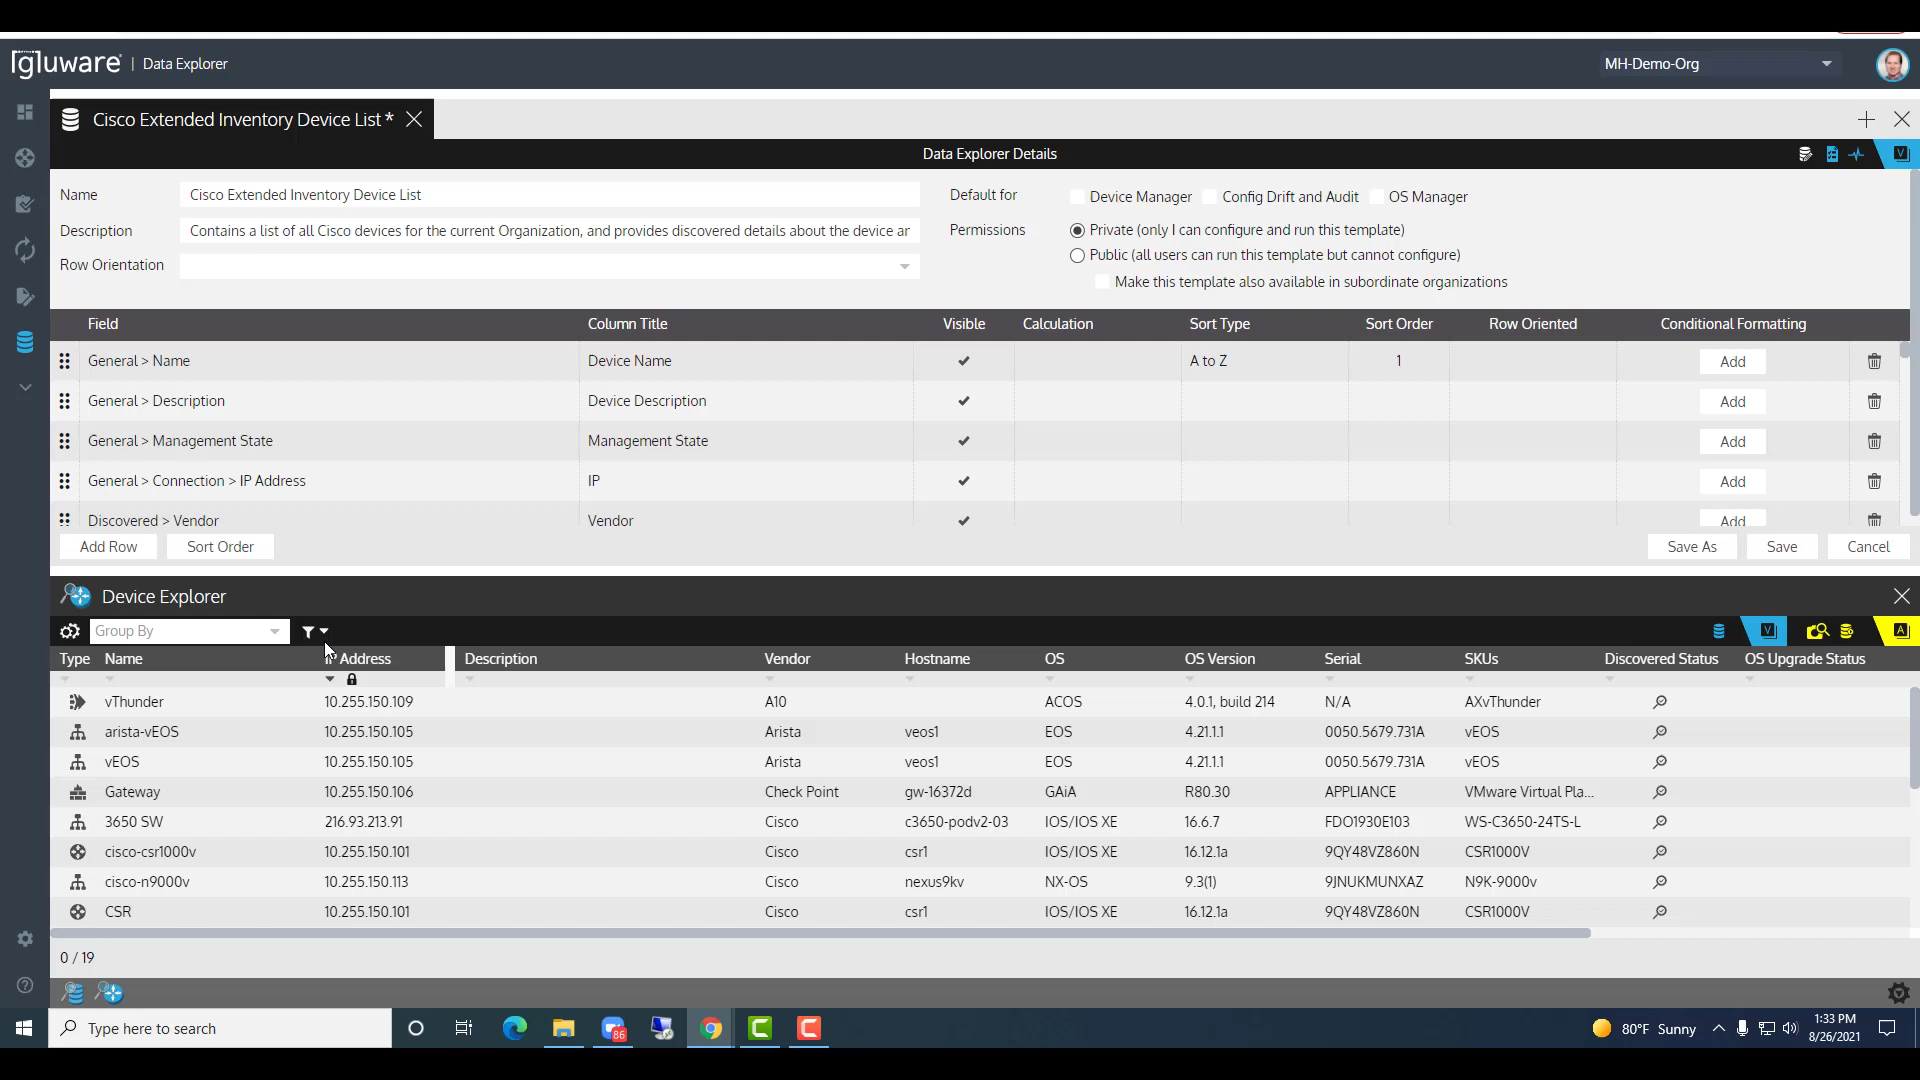 gluware | Data Explorer MH-Demo-Org
Cisco Extended Inventory Device List *
Data Explorer Details V
Name Cisco Extended Inventory Device List Default for Device Manager Config Drift and Audit OS Manager
Description Contains a list of all Cisco devices for the current Organization, and provides discovered details about the device ar Permissions Private (only I can configure and run this template)
Public (all users can run this template but cannot configure)
Row Orientation Make this template also available in subordinate organizations
Field Column Title Visible Calculation Sort Type Sort Order Row Oriented Conditional Formatting
General > Name Device Name A to Z 1 Add
General > Description Device Description Add
General > Management State Management State Add
General > Connection > IP Address IP Add
Discovered > Vendor Vendor Add
Add Row Sort Order Save As Save Cancel
Device Explorer
Group By V A
Type Name IP Address Description Vendor Hostname OS OS Version Serial SKUs Discovered Status OS Upgrade Status
vThunder 10.255.150.109 A10 ACOS 4.0.1, build 214 N/A AXvThunder
arista-vEOS 10.255.150.105 Arista veos1 EOS 4.21.1.1 0050.5679.731A vEOS
vEOS 10.255.150.105 Arista veos1 EOS 4.21.1.1 0050.5679.731A vEOS
Gateway 10.255.150.106 Check Point gw-16372d GAiA R80.30 APPLIANCE VMware Virtual Pla...
3650 SW 216.93.213.91 Cisco c3650-podv2-03 IOS/IOS XE 16.6.7 FDO1930E103 WS-C3650-24TS-L
cisco-csr1000v 10.255.150.101 Cisco csr1 IOS/IOS XE 16.12.1a 9QY48VZ860N CSR1000V
cisco-n9000v 10.255.150.113 Cisco nexus9kv NX-OS 9.3(1) 9JNUKMUNXAZ N9K-9000v
CSR 10.255.150.101 Cisco csr1 IOS/IOS XE 16.12.1a 9QY48VZ860N CSR1000V
0 / 19
Type here to search 86 80°F Sunny 1:33 PM
8/26/2021